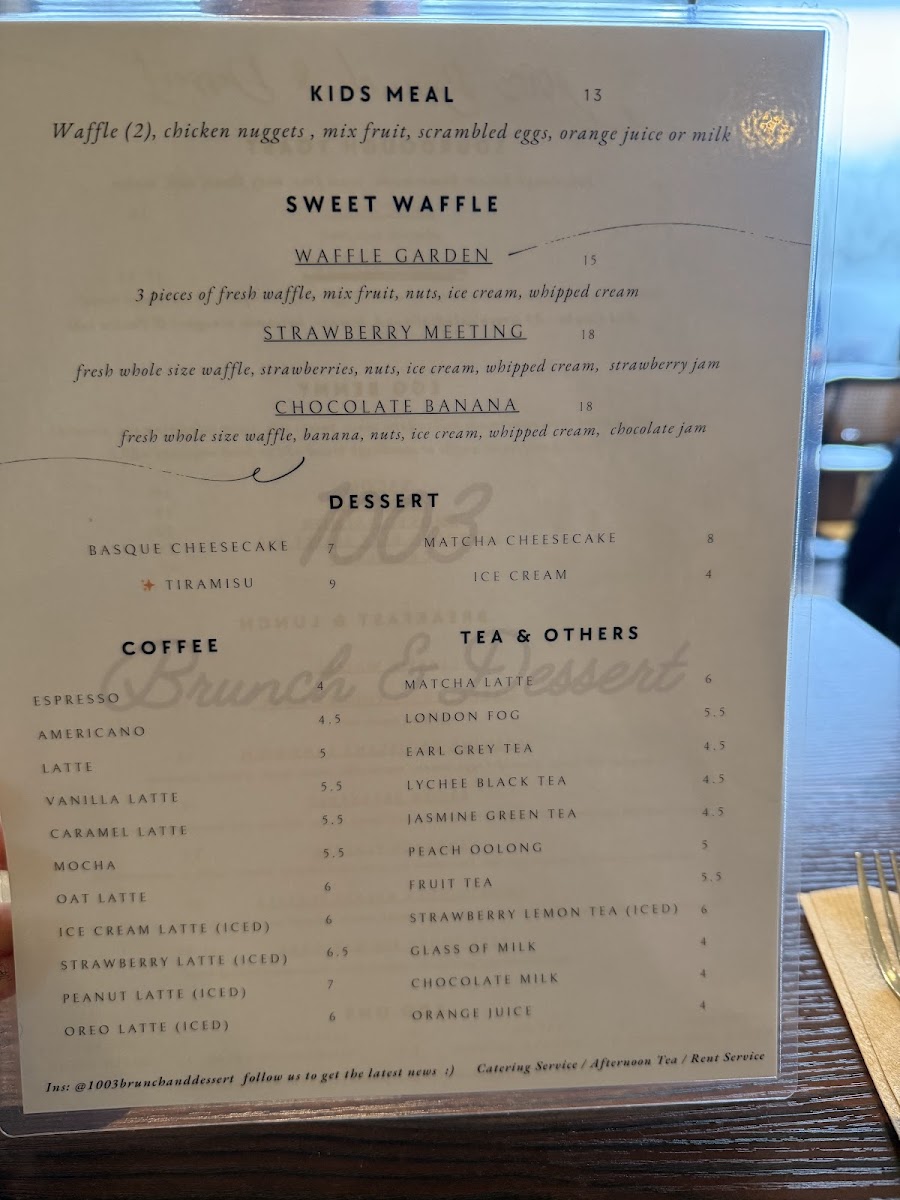 KIDS MEAL 13
Waffle (2), chicken nuggets , mix fruit, scrambled eggs, orange juice or milk
SWEET WAFFLE
WAFFLE GARDEN 15
3 pieces of fresh waffle, mix fruit, nuts, ice cream, whipped cream
STRAWBERRY MEETING 18
fresh whole size waffle, strawberries, nuts, ice cream, whipped cream, strawberry jam
CHOCOLATE BANANA 18
fresh whole size waffle, banana, nuts, ice cream, whipped cream, chocolate jam
1003
Brunch & Dessert
DESSERT
BASQUE CHEESECAKE 7
TIRAMISU 9
MATCHA CHEESECAKE 8
ICE CREAM 4
COFFEE
ESPRESSO 4
AMERICANO 4.5
LATTE 5
VANILLA LATTE 5.5
CARAMEL LATTE 5.5
MOCHA 5.5
OAT LATTE 6
ICE CREAM LATTE (ICED) 6
STRAWBERRY LATTE (ICED) 6.5
PEANUT LATTE (ICED) 7
OREO LATTE (ICED) 6
TEA & OTHERS
MATCHA LATTE 6
LONDON FOG 5.5
EARL GREY TEA 4.5
LYCHEE BLACK TEA 4.5
JASMINE GREEN TEA 4.5
PEACH OOLONG 5
FRUIT TEA 5.5
STRAWBERRY LEMON TEA (ICED) 6
GLASS OF MILK 4
CHOCOLATE MILK 4
ORANGE JUICE 4
Ins: @1003brunchanddessert follow us to get the latest news :) Catering Service / Afternoon Tea / Rent Service